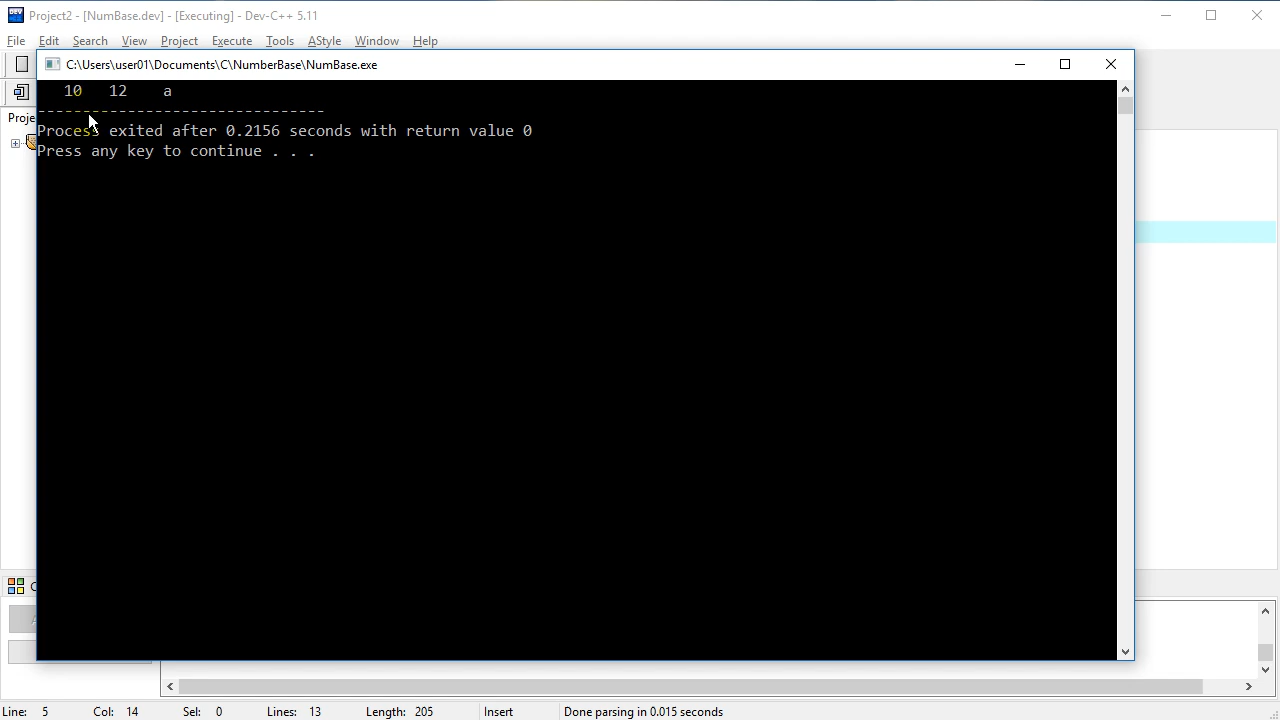 Project2 - [NumBase.dev] - [Executing] - Dev-C++ 5.11
File Edit Search View Project Execute Tools AStyle Window Help
C:\Users\user01\Documents\C\NumberBase\NumBase.exe
10 12 a
--------------------------------
Process exited after 0.2156 seconds with return value 0
Press any key to continue . . .
Proje
Line: 5 Col: 14 Sel: 0 Lines: 13 Length: 205 Insert Done parsing in 0.015 seconds